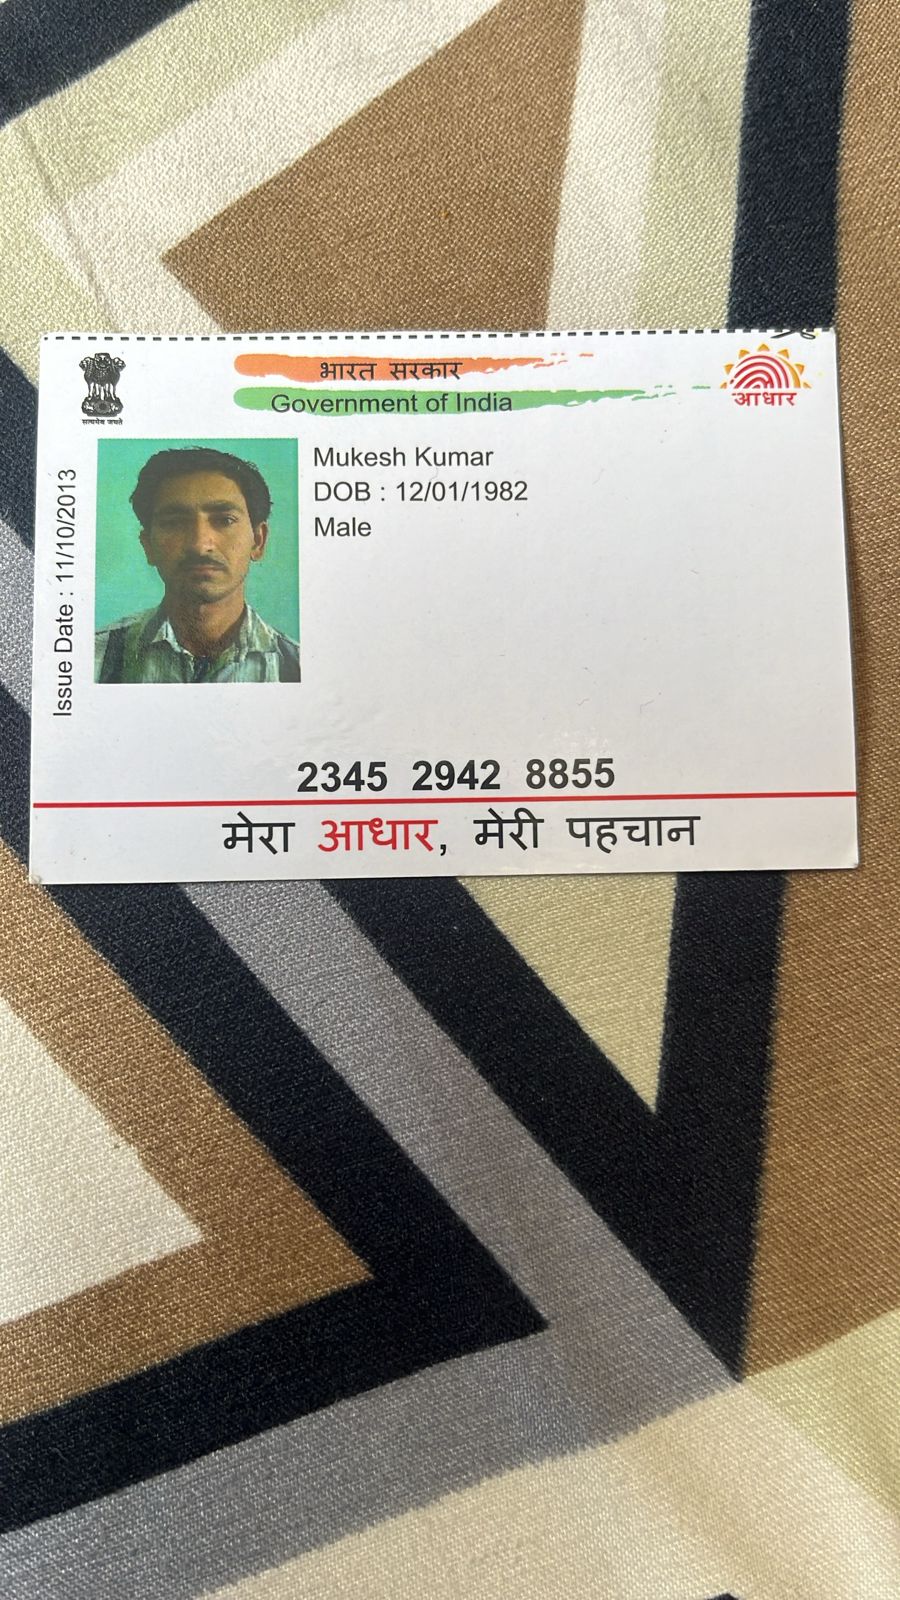 भारत सरकार
Government of India
सत्यमेव जयते
आधार
Issue Date : 11/10/2013
Mukesh Kumar
DOB : 12/01/1982
Male
2345 2942 8855
मेरा आधार, मेरी पहचान